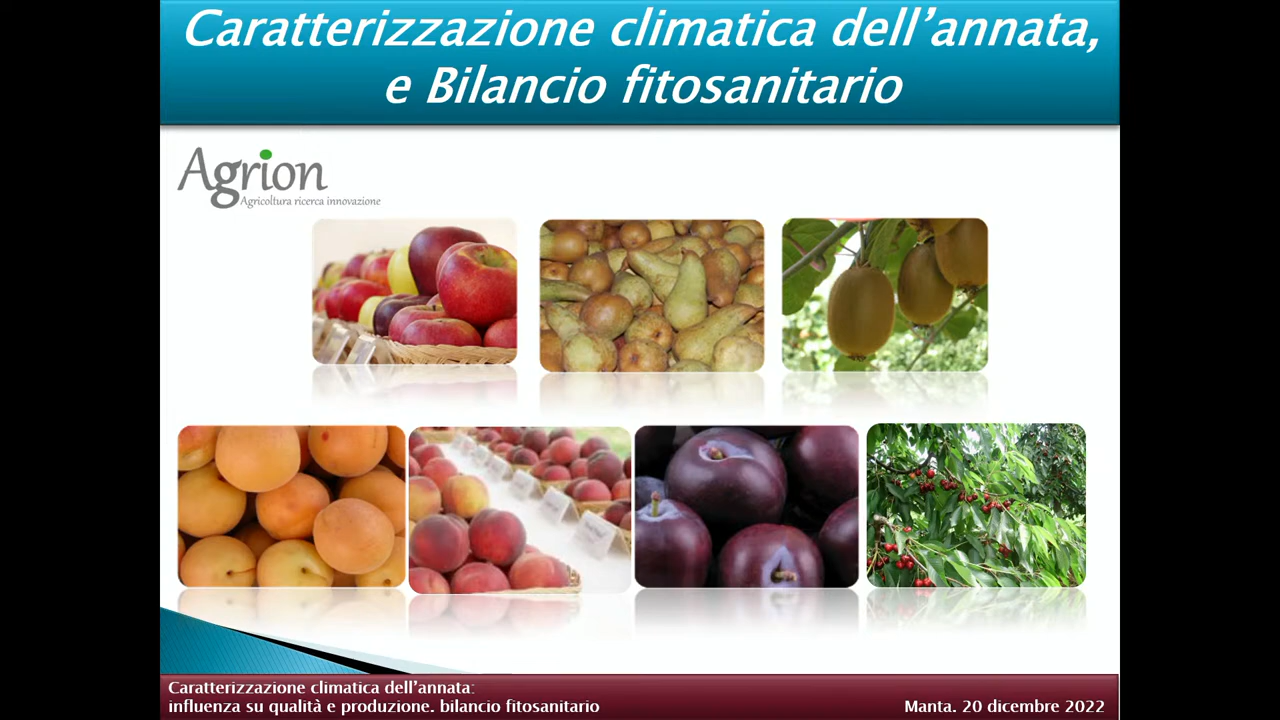 Caratterizzazione climatica dell'annata,
e Bilancio fitosanitario
Agrion
Agricoltura ricerca innovazione
Caratterizzazione climatica dell'annata:
influenza su qualità e produzione. bilancio fitosanitario
Manta. 20 dicembre 2022